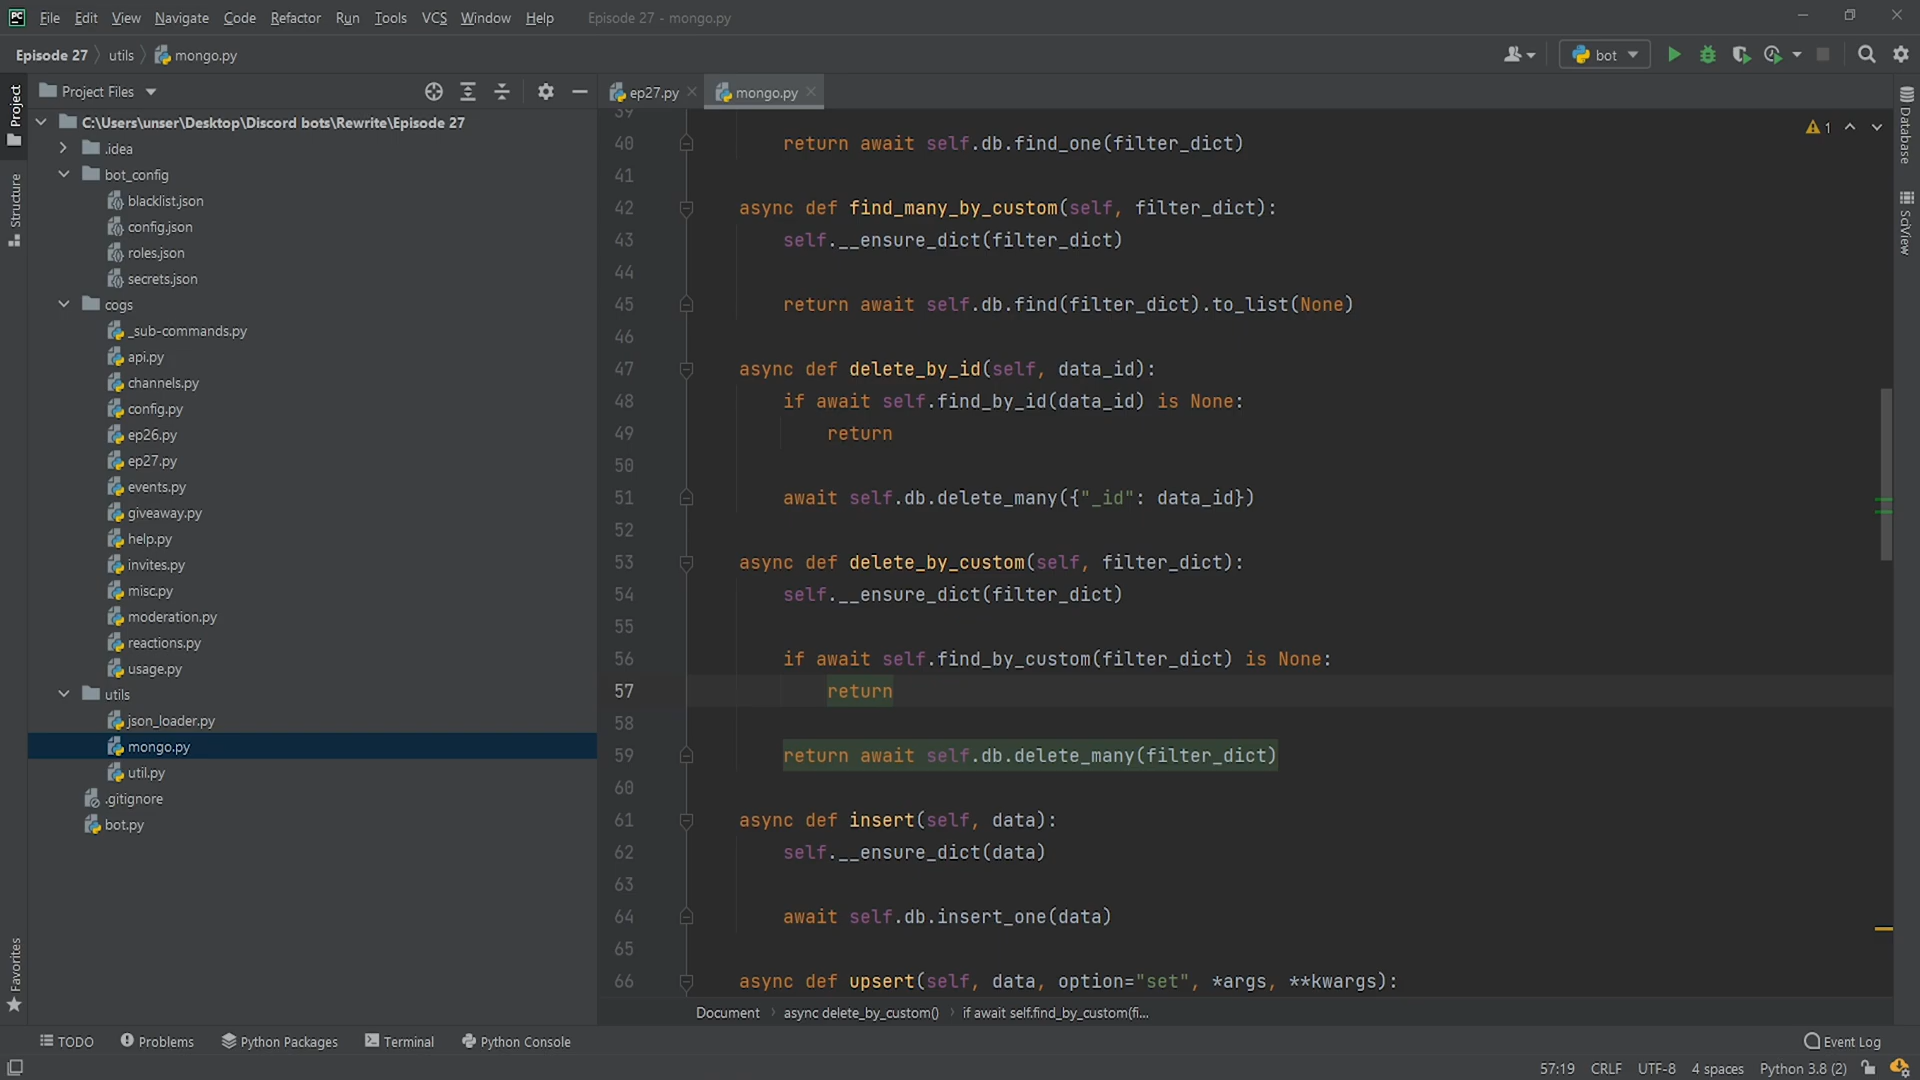 PC File Edit View Navigate Code Refactor Run Tools VCS Window Help Episode 27 - mongo.py
Episode 27 utils mongo.py bot
Project
Structure
Favorites
Project Files
C:\Users\unser\Desktop\Discord bots\Rewrite\Episode 27
.idea
bot_config
blacklist.json
config.json
roles.json
secrets.json
cogs
_sub-commands.py
api.py
channels.py
config.py
ep26.py
ep27.py
events.py
giveaway.py
help.py
invites.py
misc.py
moderation.py
reactions.py
usage.py
utils
json_loader.py
mongo.py
util.py
.gitignore
bot.py
ep27.py mongo.py
39
40 return await self.db.find_one(filter_dict)
41
42 async def find_many_by_custom(self, filter_dict):
43 self.__ensure_dict(filter_dict)
44
45 return await self.db.find(filter_dict).to_list(None)
46
47 async def delete_by_id(self, data_id):
48 if await self.find_by_id(data_id) is None:
49 return
50
51 await self.db.delete_many({"_id": data_id})
52
53 async def delete_by_custom(self, filter_dict):
54 self.__ensure_dict(filter_dict)
55
56 if await self.find_by_custom(filter_dict) is None:
57 return
58
59 return await self.db.delete_many(filter_dict)
60
61 async def insert(self, data):
62 self.__ensure_dict(data)
63
64 await self.db.insert_one(data)
65
66 async def upsert(self, data, option="set", *args, **kwargs):
1
Database
SciView
Document async delete_by_custom() if await self.find_by_custom(fi...
TODO Problems Python Packages Terminal Python Console Event Log
57:19 CRLF UTF-8 4 spaces Python 3.8 (2)